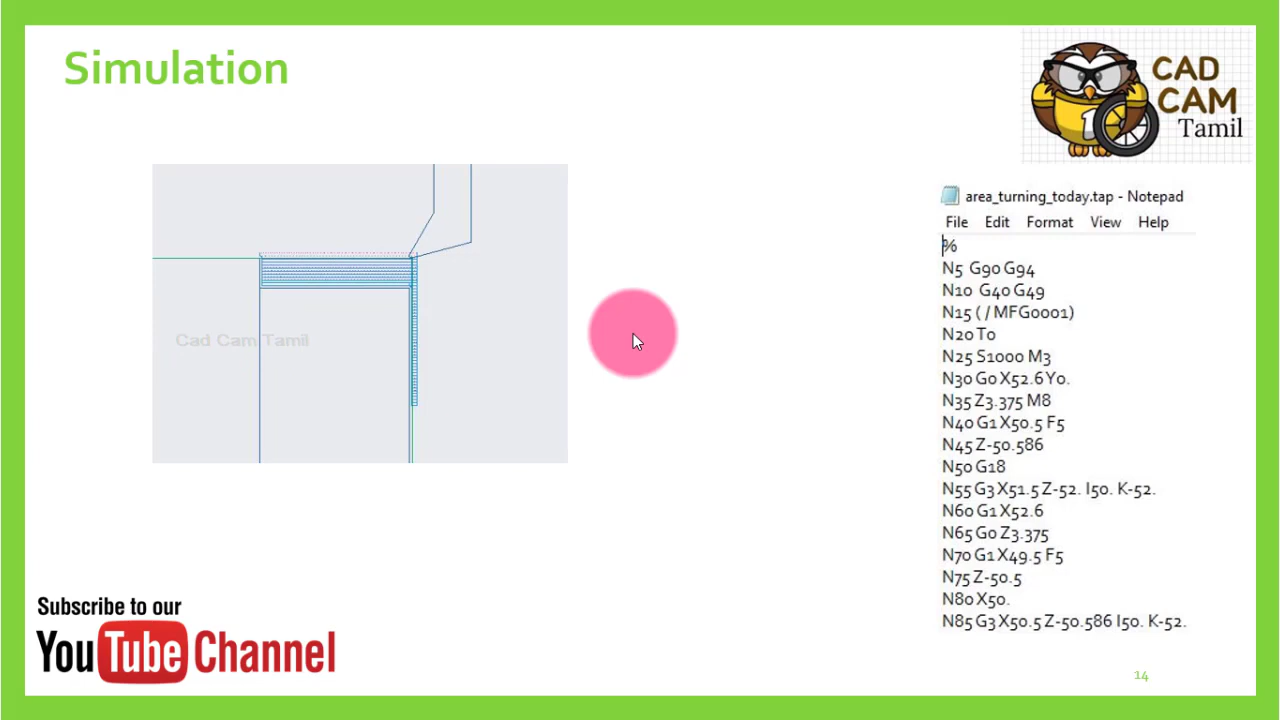 Simulation
CAD
CAM
Tamil
1
Cad Cam Tamil
area_turning_today.tap - Notepad
File Edit Format View Help
%
N5 G90 G94
N10 G40 G49
N15 ( / MFG0001)
N20 T0
N25 S1000 M3
N30 G0 X52.6 Y0.
N35 Z3.375 M8
N40 G1 X50.5 F5
N45 Z-50.586
N50 G18
N55 G3 X51.5 Z-52. I50. K-52.
N60 G1 X52.6
N65 G0 Z3.375
N70 G1 X49.5 F5
N75 Z-50.5
N80 X50.
N85 G3 X50.5 Z-50.586 I50. K-52.
Subscribe to our
YouTube Channel
14